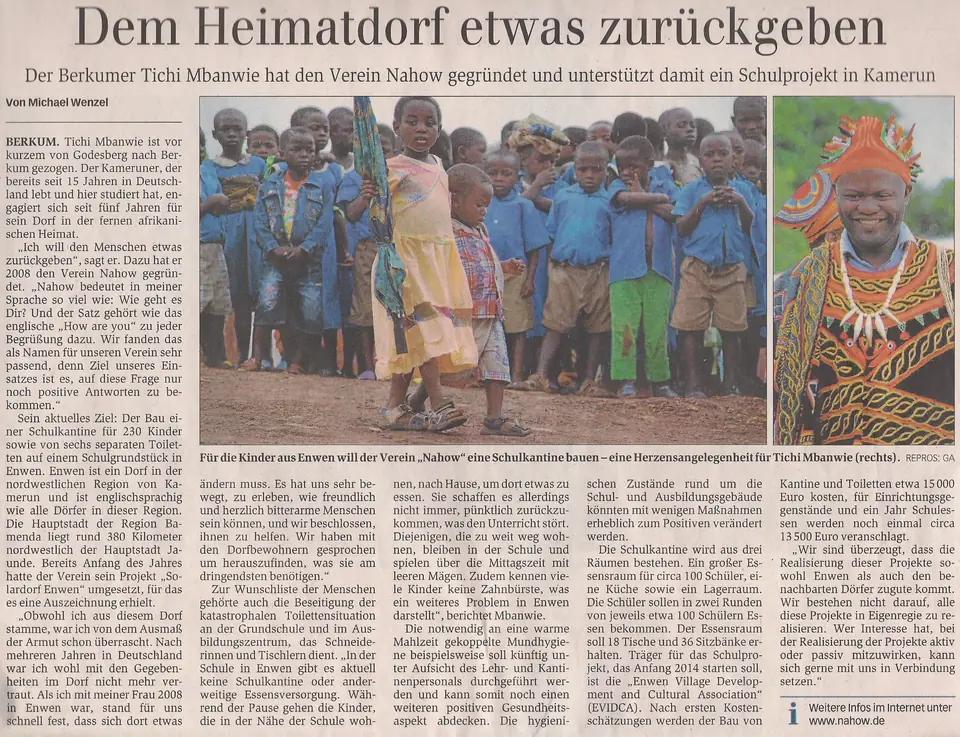 Dem Heimatdorf etwas zurückgeben
Der Berkumer Tichi Mbanwie hat den Verein Nahow gegründet und unterstützt damit ein Schulprojekt in Kamerun
Von Michael Wenzel
BERKUM. Tichi Mbanwie ist vor
kurzem von Godesberg nach Ber-
kum gezogen. Der Kameruner, der
bereits seit 15 Jahren in Deutsch-
land lebt und hier studiert hat, en-
gagiert sich seit fünf Jahren für
sein Dorf in der fernen afrikani-
schen Heimat.
„Ich will den Menschen etwas
zurückgeben“, sagt er. Dazu hat er
2008 den Verein Nahow gegrün-
det. „Nahow bedeutet in meiner
Sprache so viel wie: Wie geht es
Dir? Und der Satz gehört wie das
englische „How are you“ zu jeder
Begrüßung dazu. Wir fanden das
als Namen für unseren Verein sehr
passend, denn Ziel unseres Ein-
satzes ist es, auf diese Frage nur
noch positive Antworten zu be-
kommen.“
Sein aktuelles Ziel: Der Bau ei-
ner Schulkantine für 230 Kinder
sowie von sechs separaten Toilet-
ten auf einem Schulgrundstück in
Enwen. Enwen ist ein Dorf in der
nordwestlichen Region von Ka-
merun und ist englischsprachig
wie alle Dörfer in dieser Region.
Die Hauptstadt der Region Ba-
menda liegt rund 380 Kilometer
nordwestlich der Hauptstadt Ja-
unde. Bereits Anfang des Jahres
hatte der Verein sein Projekt „So-
lardorf Enwen“ umgesetzt, für das
es eine Auszeichnung erhielt.
„Obwohl ich aus diesem Dorf
stamme, war ich von dem Ausmaß
der Armut schon überrascht. Nach
mehreren Jahren in Deutschland
war ich wohl mit den Gegeben-
heiten im Dorf nicht mehr ver-
traut. Als ich mit meiner Frau 2008
in Enwen war, stand für uns
schnell fest, dass sich dort etwas
Für die Kinder aus Enwen will der Verein „Nahow“ eine Schulkantine bauen – eine Herzensangelegenheit für Tichi Mbanwie (rechts). REPROS: GA
ändern muss. Es hat uns sehr be-
wegt, zu erleben, wie freundlich
und herzlich bitterarme Menschen
sein können, und wir beschlossen,
ihnen zu helfen. Wir haben mit
den Dorfbewohnern gesprochen
um herauszufinden, was sie am
dringendsten benötigen.“
Zur Wunschliste der Menschen
gehörte auch die Beseitigung der
katastrophalen Toilettensituation
an der Grundschule und im Aus-
bildungszentrum, das Schneide-
rinnen und Tischlern dient. „In der
Schule in Enwen gibt es aktuell
keine Schulkantine oder ander-
weitige Essensversorgung. Wäh-
rend der Pause gehen die Kinder,
die in der Nähe der Schule woh-
nen, nach Hause, um dort etwas zu
essen. Sie schaffen es allerdings
nicht immer, pünktlich zurückzu-
kommen, was den Unterricht stört.
Diejenigen, die zu weit weg woh-
nen, bleiben in der Schule und
spielen über die Mittagszeit mit
leeren Mägen. Zudem kennen vie-
le Kinder keine Zahnbürste, was
ein weiteres Problem in Enwen
darstellt“, berichtet Mbanwie.
Die notwendig an eine warme
Mahlzeit gekoppelte Mundhygie-
ne beispielsweise soll künftig un-
ter Aufsicht des Lehr- und Kanti-
nenpersonals durchgeführt wer-
den und kann somit noch einen
weiteren positiven Gesundheits-
aspekt abdecken. Die hygieni-
schen Zustände rund um die
Schul- und Ausbildungsgebäude
könnten mit wenigen Maßnahmen
erheblich zum Positiven verändert
werden.
Die Schulkantine wird aus drei
Räumen bestehen. Ein großer Es-
sensraum für circa 100 Schüler, ei-
ne Küche sowie ein Lagerraum.
Die Schüler sollen in zwei Runden
von jeweils etwa 100 Schülern Es-
sen bekommen. Der Essensraum
soll 18 Tische und 36 Sitzbänke er-
halten. Träger für das Schulpro-
jekt, das Anfang 2014 starten soll,
ist die „Enwen Village Develop-
ment and Cultural Association“
(EVIDCA). Nach ersten Kosten-
schätzungen werden der Bau von
Kantine und Toiletten etwa 15 000
Euro kosten, für Einrichtungsge-
genstände und ein Jahr Schules-
sen werden noch einmal circa
13 500 Euro veranschlagt.
„Wir sind überzeugt, dass die
Realisierung dieser Projekte so-
wohl Enwen als auch den be-
nachbarten Dörfer zugute kommt.
Wir bestehen nicht darauf, alle
diese Projekte in Eigenregie zu re-
alisieren. Wer Interesse hat, bei
der Realisierung der Projekte aktiv
oder passiv mitzuwirken, kann
sich gerne mit uns in Verbindung
setzen.“
i Weitere Infos im Internet unter
www.nahow.de